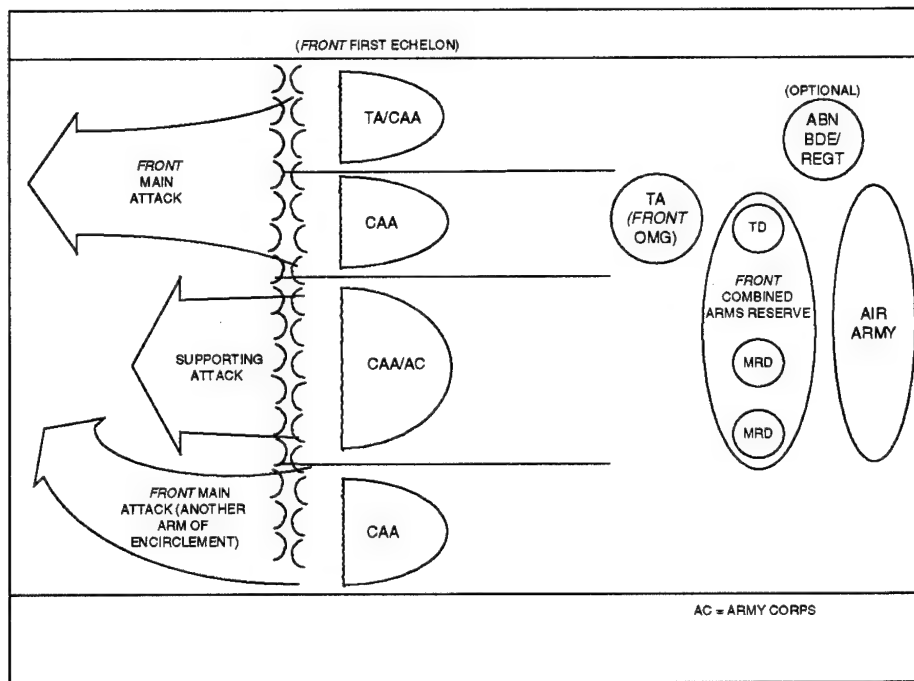 (FRONT FIRST ECHELON)
TA/CAA
(OPTIONAL)
ABN
BDE/
REGT
FRONT
MAIN
ATTACK
CAA
TA
(FRONT
OMG)
TD
FRONT
COMBINED
ARMS RESERVE
AIR
ARMY
SUPPORTING
ATTACK
CAA/AC
MRD
MRD
FRONT MAIN
ATTACK (ANOTHER
ARM OF
ENCIRCLEMENT)
CAA
AC = ARMY CORPS